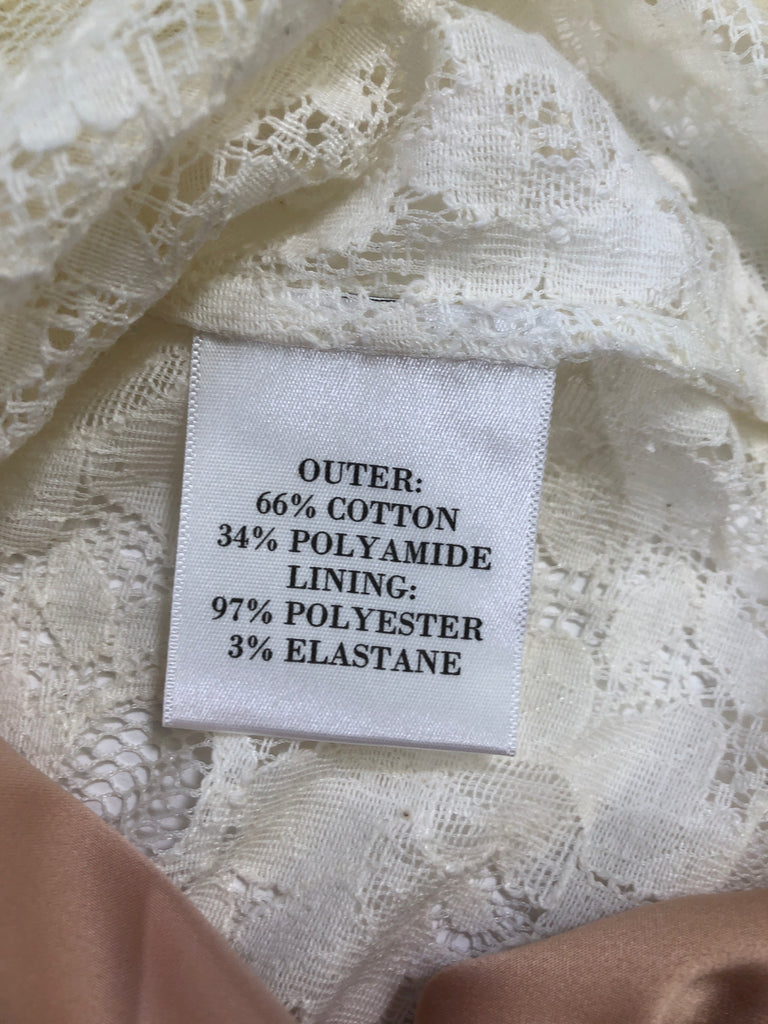 OUTER:
66% COTTON
34% POLYAMIDE
LINING:
97% POLYESTER
3% ELASTANE